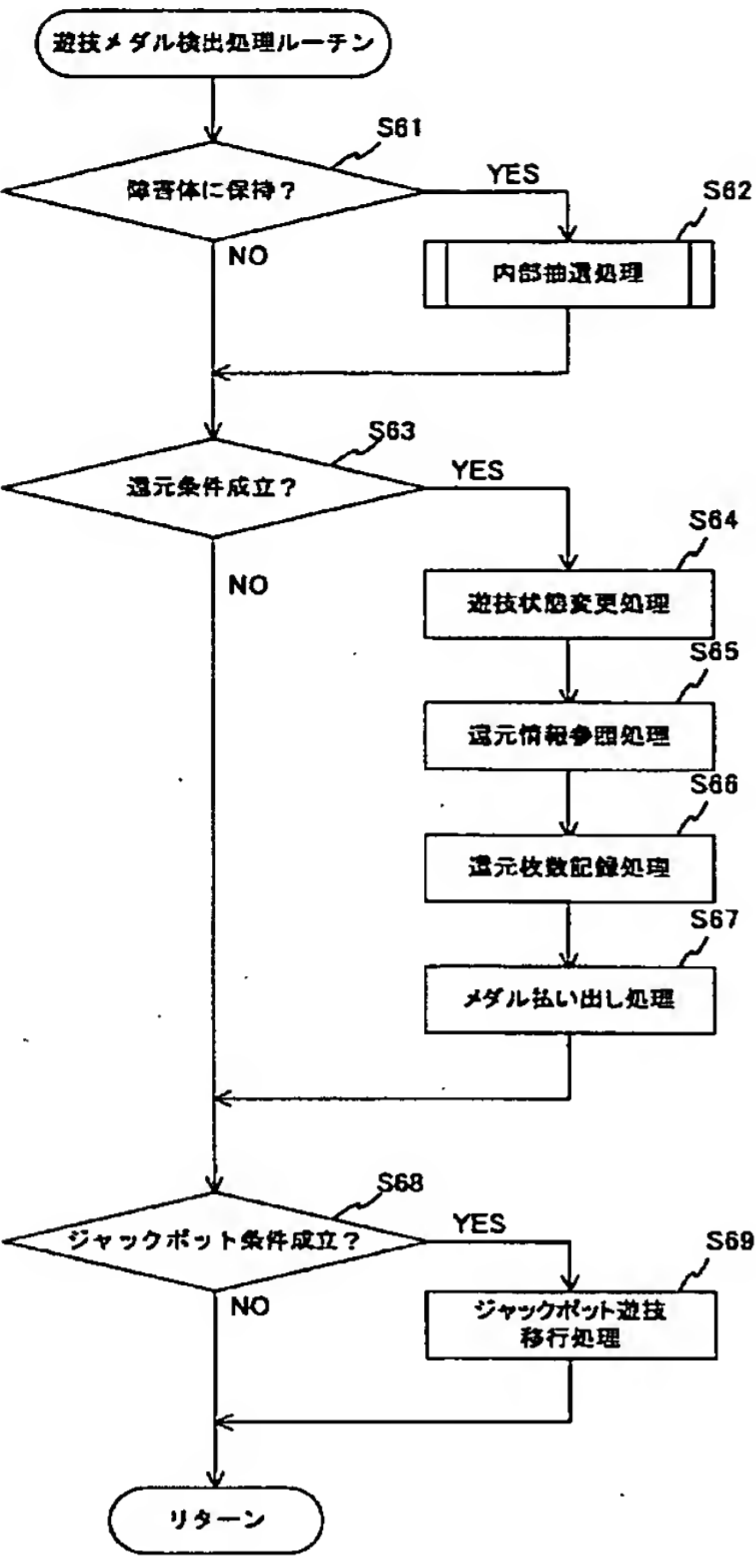 遊技メダル検出処理ルーチン
S61
障害体に保持?
YES
S62
NO
内部抽選処理
S63
還元条件成立?
YES
S64
NO
遊技状態変更処理
S65
還元情報参照処理
S66
還元枚数記録処理
S67
メダル払い出し処理
S68
ジャックポット条件成立?
YES
S69
NO
ジャックポット遊技
移行処理
リターン